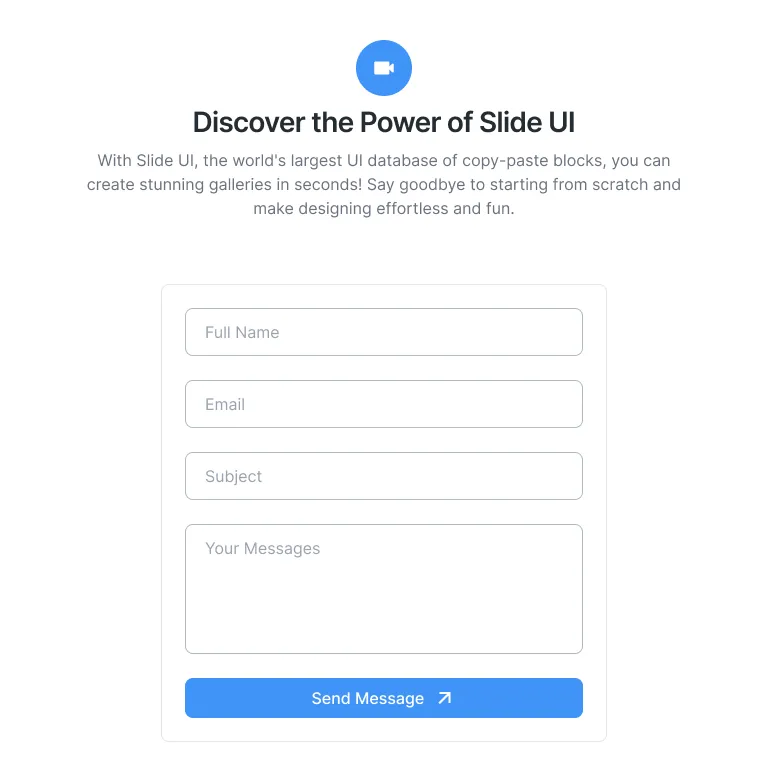 Discover the Power of Slide UI
With Slide UI, the world's largest UI database of copy-paste blocks, you can
create stunning galleries in seconds! Say goodbye to starting from scratch and
make designing effortless and fun.
Full Name
Email
Subject
Your Messages
Send Message